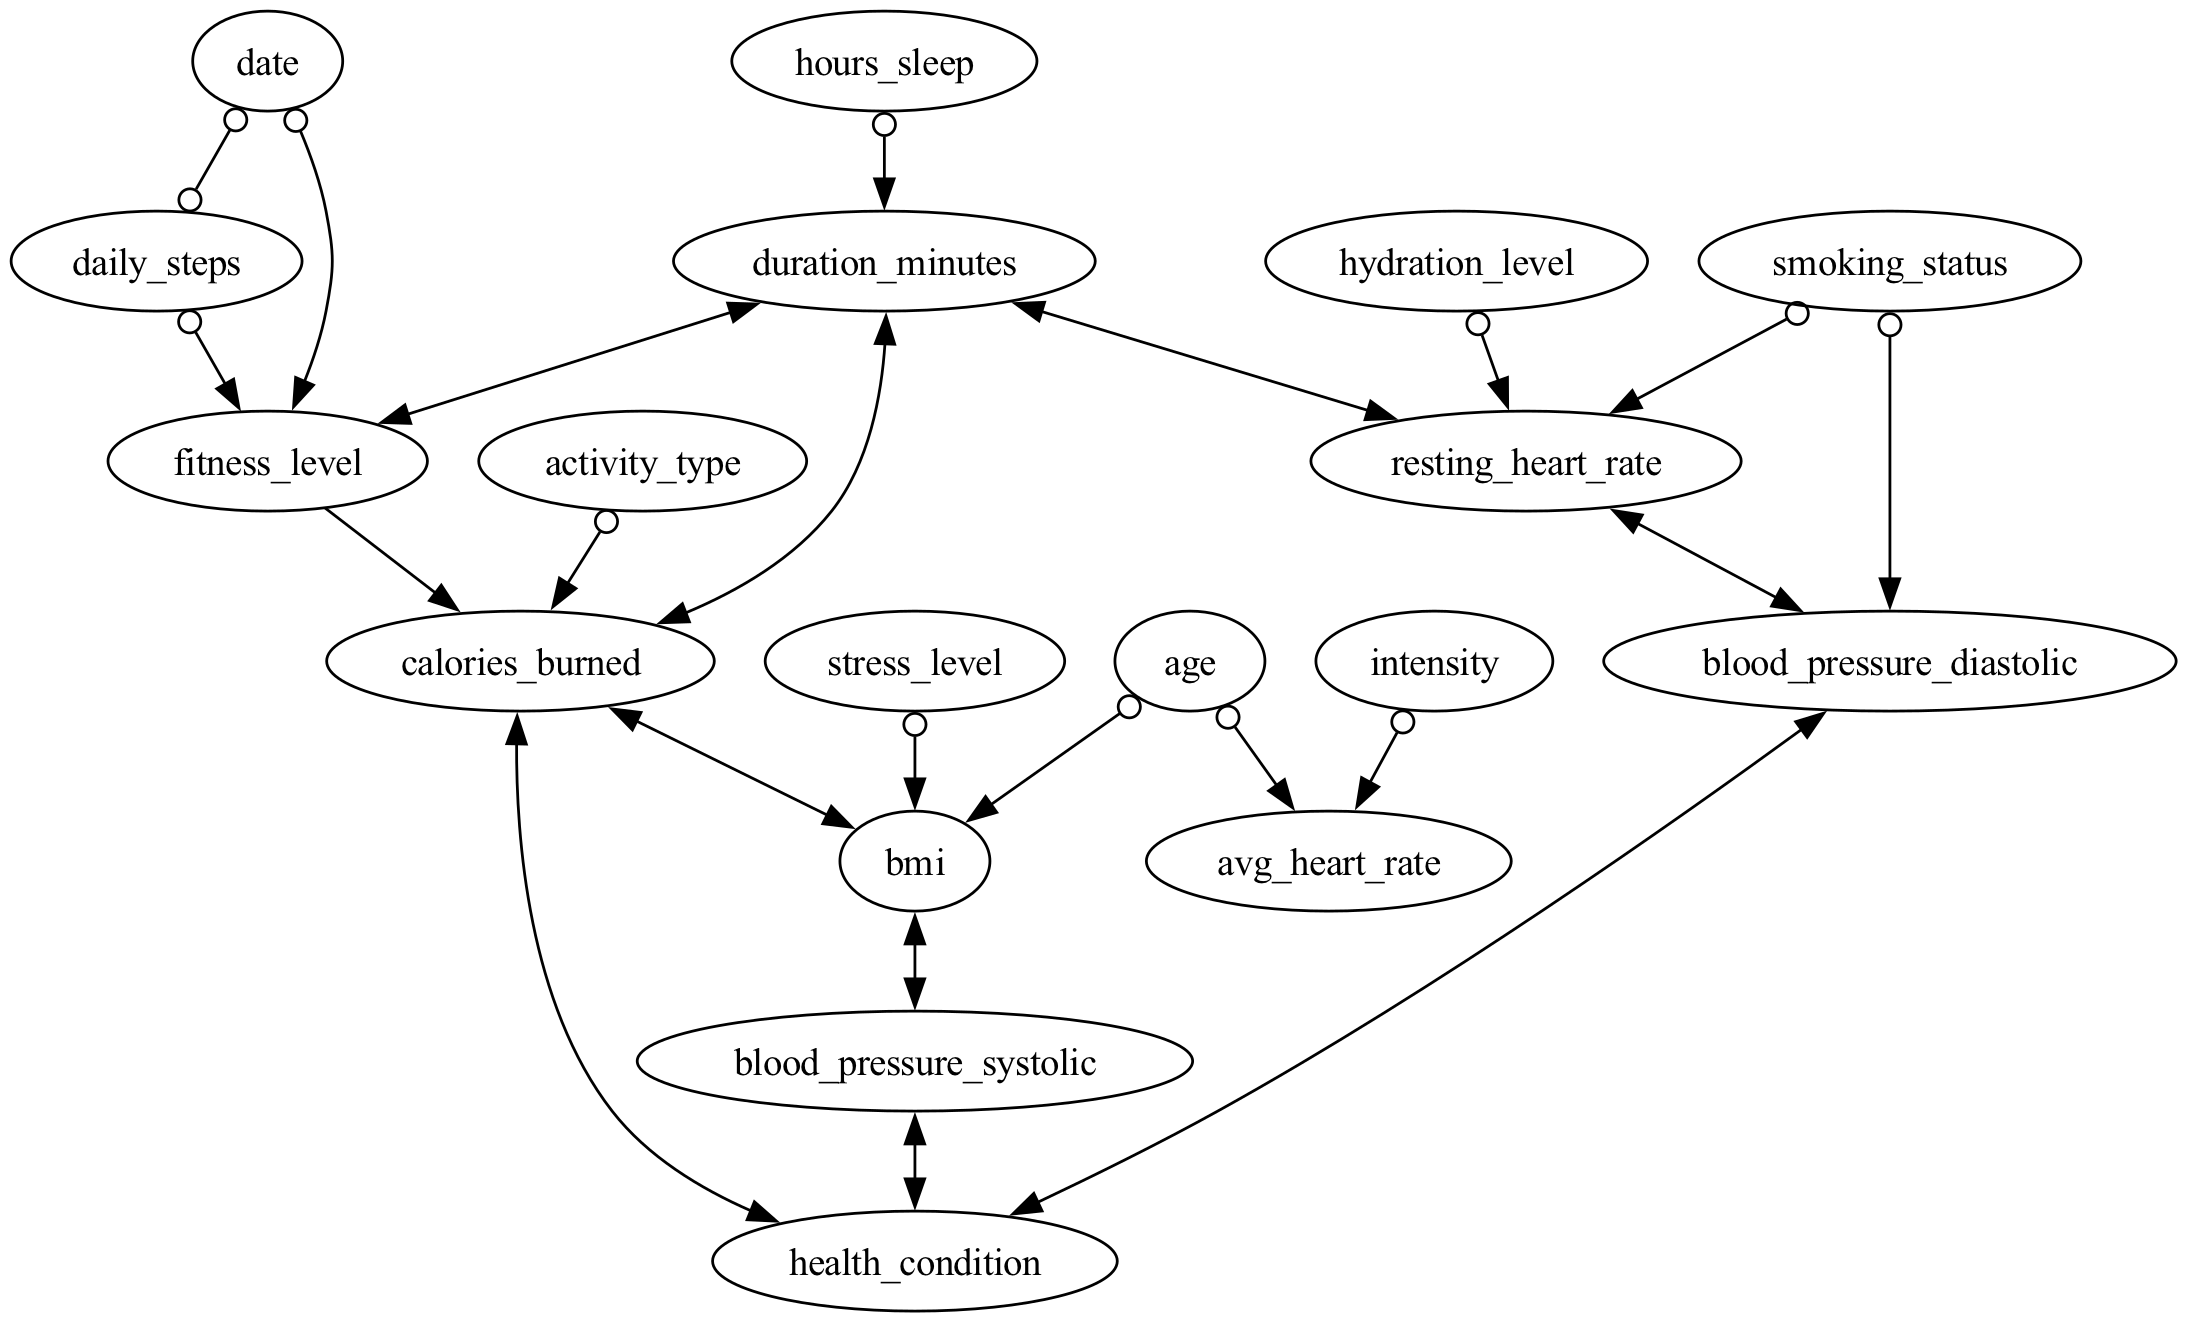 date
hours_sleep
daily_steps
duration_minutes
hydration_level
smoking_status
fitness_level
activity_type
resting_heart_rate
calories_burned
stress_level
age
intensity
blood_pressure_diastolic
bmi
avg_heart_rate
blood_pressure_systolic
health_condition